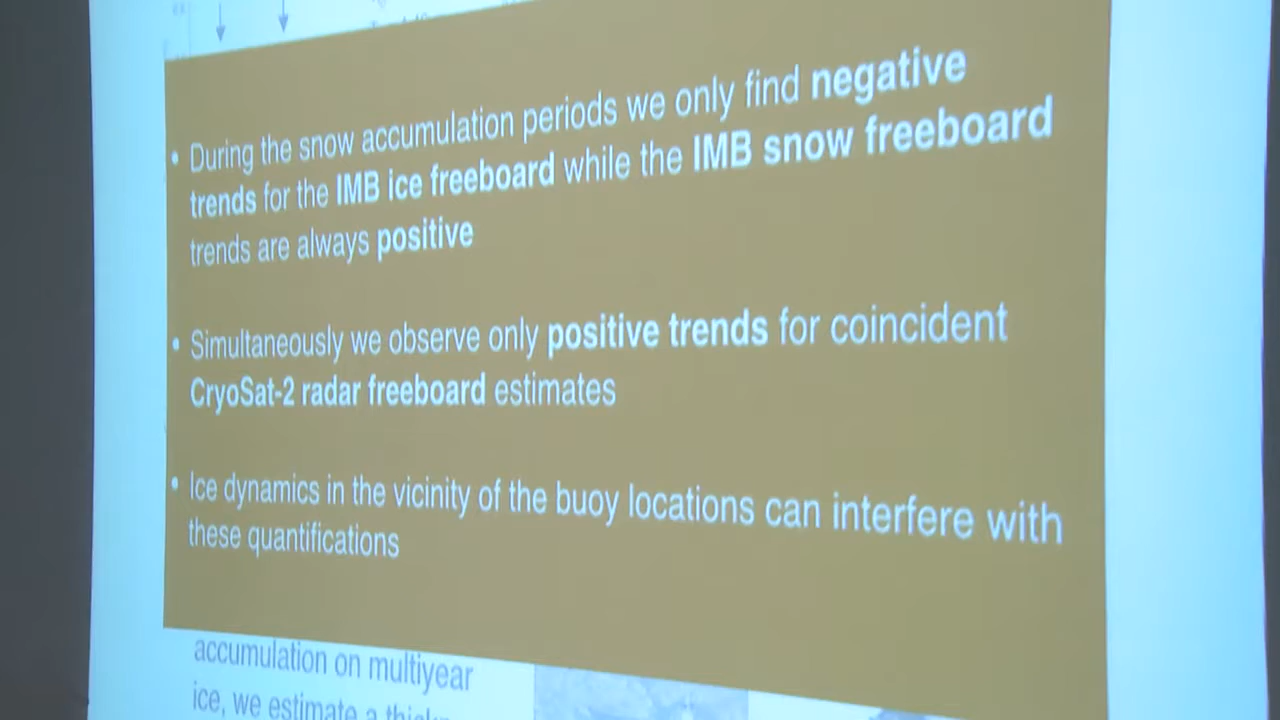 • During the snow accumulation periods we only find negative
trends for the IMB ice freeboard while the IMB snow freeboard
trends are always positive
• Simultaneously we observe only positive trends for coincident
CryoSat-2 radar freeboard estimates
• Ice dynamics in the vicinity of the buoy locations can interfere with
these quantifications
accumulation on multiyear
ice, we estimate a